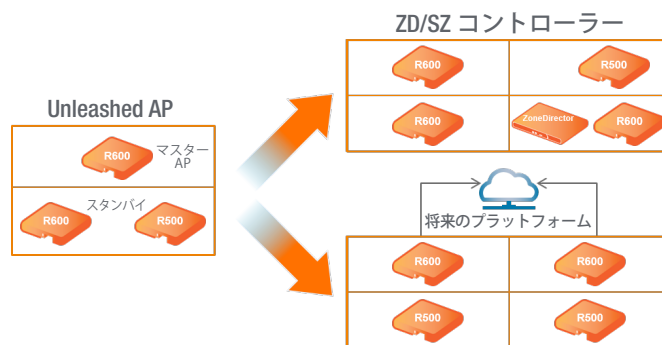 Unleashed AP
R600
マスター
AP
スタンバイ
R600
R500
ZD/SZ コントローラー
R600
R500
R600
ZoneDirector
R600
将来のプラットフォーム
R600
R600
R500
R500